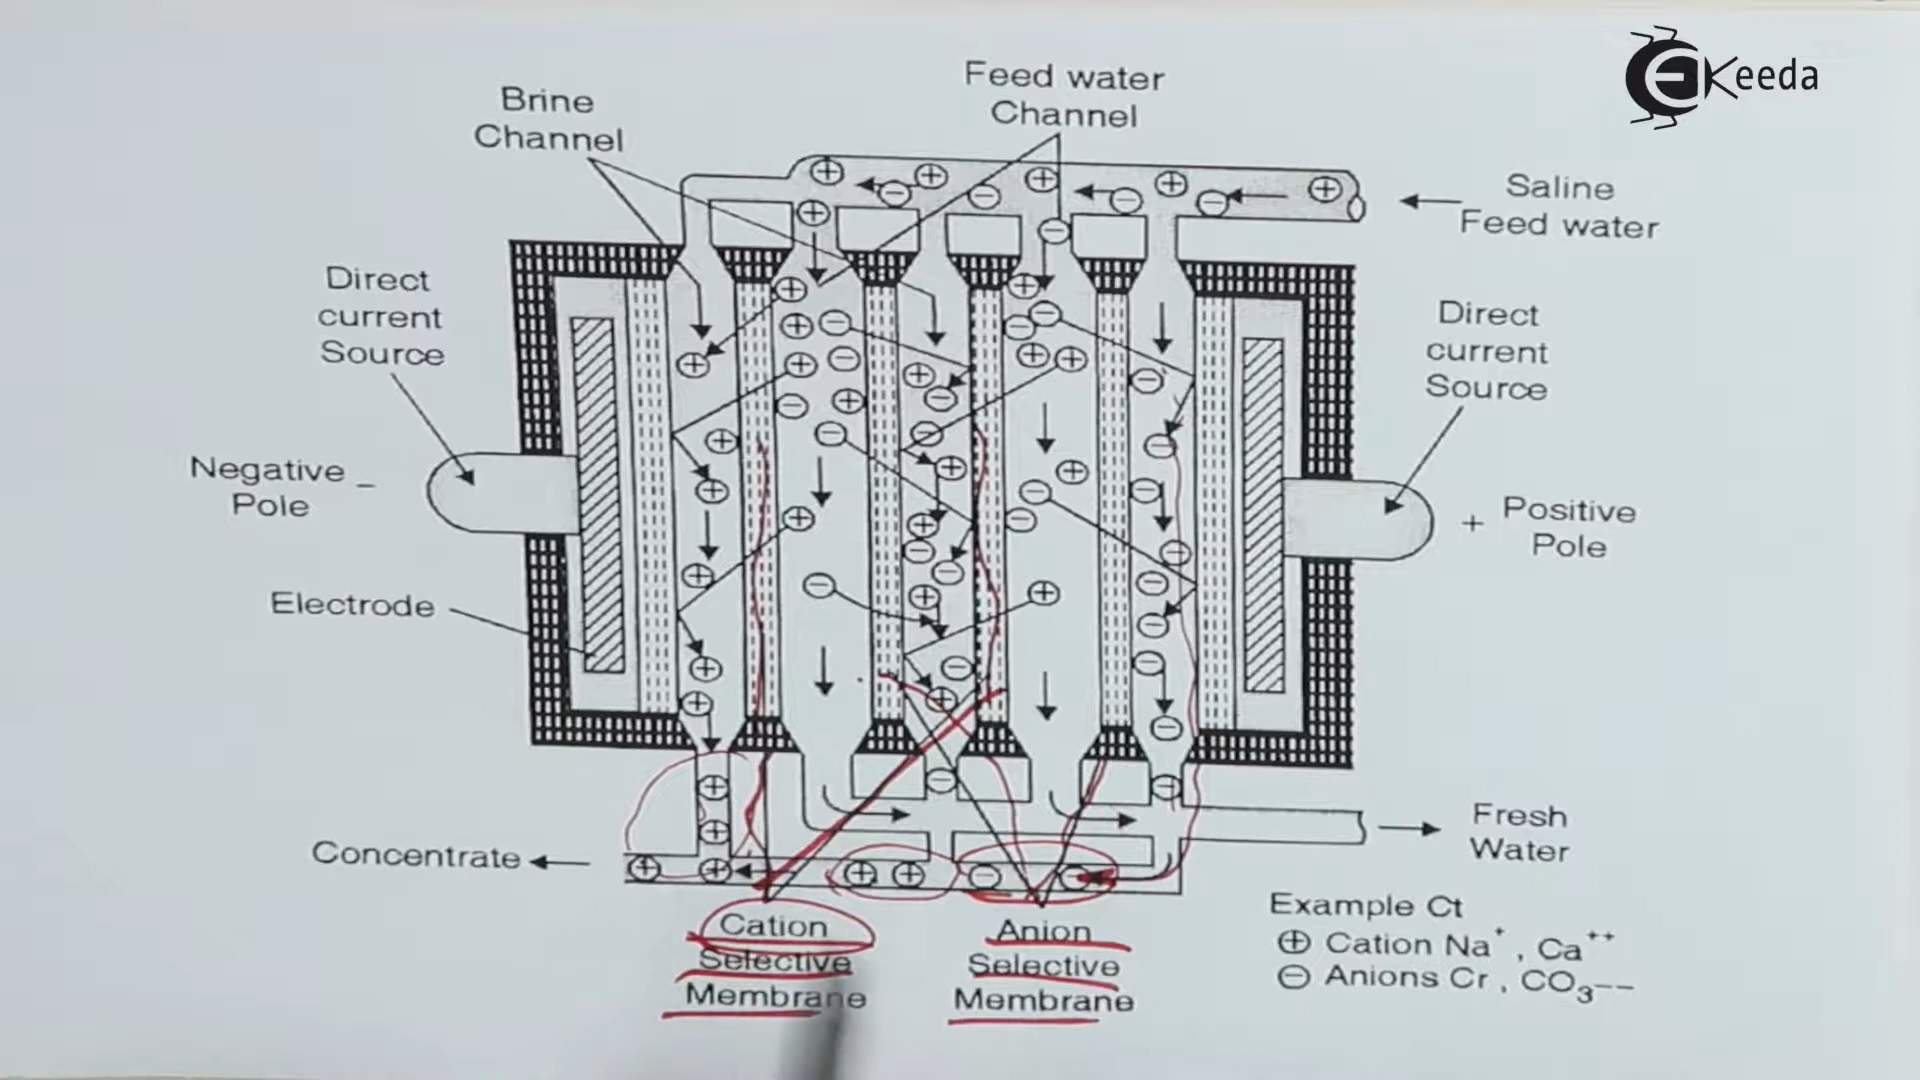 EKeeda
Feed water
Channel
Brine
Channel
Saline
Feed water
Direct
current
Source
Direct
current
Source
Negative -
Pole
+ Positive
Pole
Electrode
Fresh
Water
Concentrate
Cation
Selective
Membrane
Anion
Selective
Membrane
Example Ct
⊕ Cation Na⁺, Ca⁺⁺
⊖ Anions Cr, CO₃--